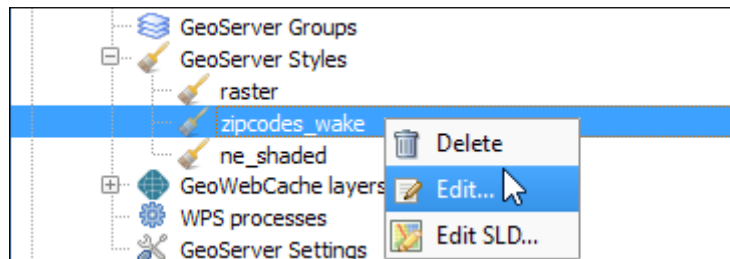 GeoServer Groups
GeoServer Styles
raster
zipcodes_wake
Delete
ne_shaded
GeoWebCache layers
Edit...
WPS processes
Edit SLD...
GeoServer Settings